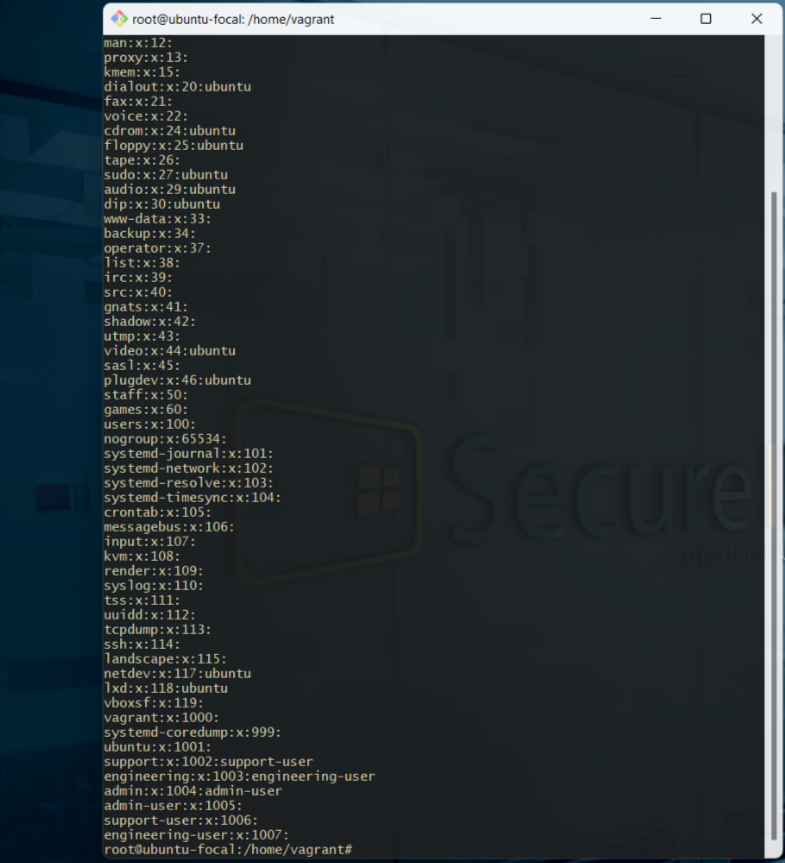 root@ubuntu-focal: /home/vagrant
man:x:12:
proxy:x:13:
kmem:x:15:
dialout:x:20:ubuntu
fax:x:21:
voice:x:22:
cdrom:x:24:ubuntu
floppy:x:25:ubuntu
tape:x:26:
sudo:x:27:ubuntu
audio:x:29:ubuntu
dip:x:30:ubuntu
www-data:x:33:
backup:x:34:
operator:x:37:
list:x:38:
irc:x:39:
src:x:40:
gnats:x:41:
shadow:x:42:
utmp:x:43:
video:x:44:ubuntu
sasl:x:45:
plugdev:x:46:ubuntu
staff:x:50:
games:x:60:
users:x:100:
nogroup:x:65534:
systemd-journal:x:101:
systemd-network:x:102:
systemd-resolve:x:103:
systemd-timesync:x:104:
crontab:x:105:
messagebus:x:106:
input:x:107:
kvm:x:108:
render:x:109:
syslog:x:110:
tss:x:111:
uuidd:x:112:
tcpdump:x:113:
ssh:x:114:
landscape:x:115:
netdev:x:117:ubuntu
lxd:x:118:ubuntu
vboxsf:x:119:
vagrant:x:1000:
systemd-coredump:x:999:
ubuntu:x:1001:
support:x:1002:support-user
engineering:x:1003:engineering-user
admin:x:1004:admin-user
admin-user:x:1005:
support-user:x:1006:
engineering-user:x:1007:
root@ubuntu-focal:/home/vagrant#
Secure